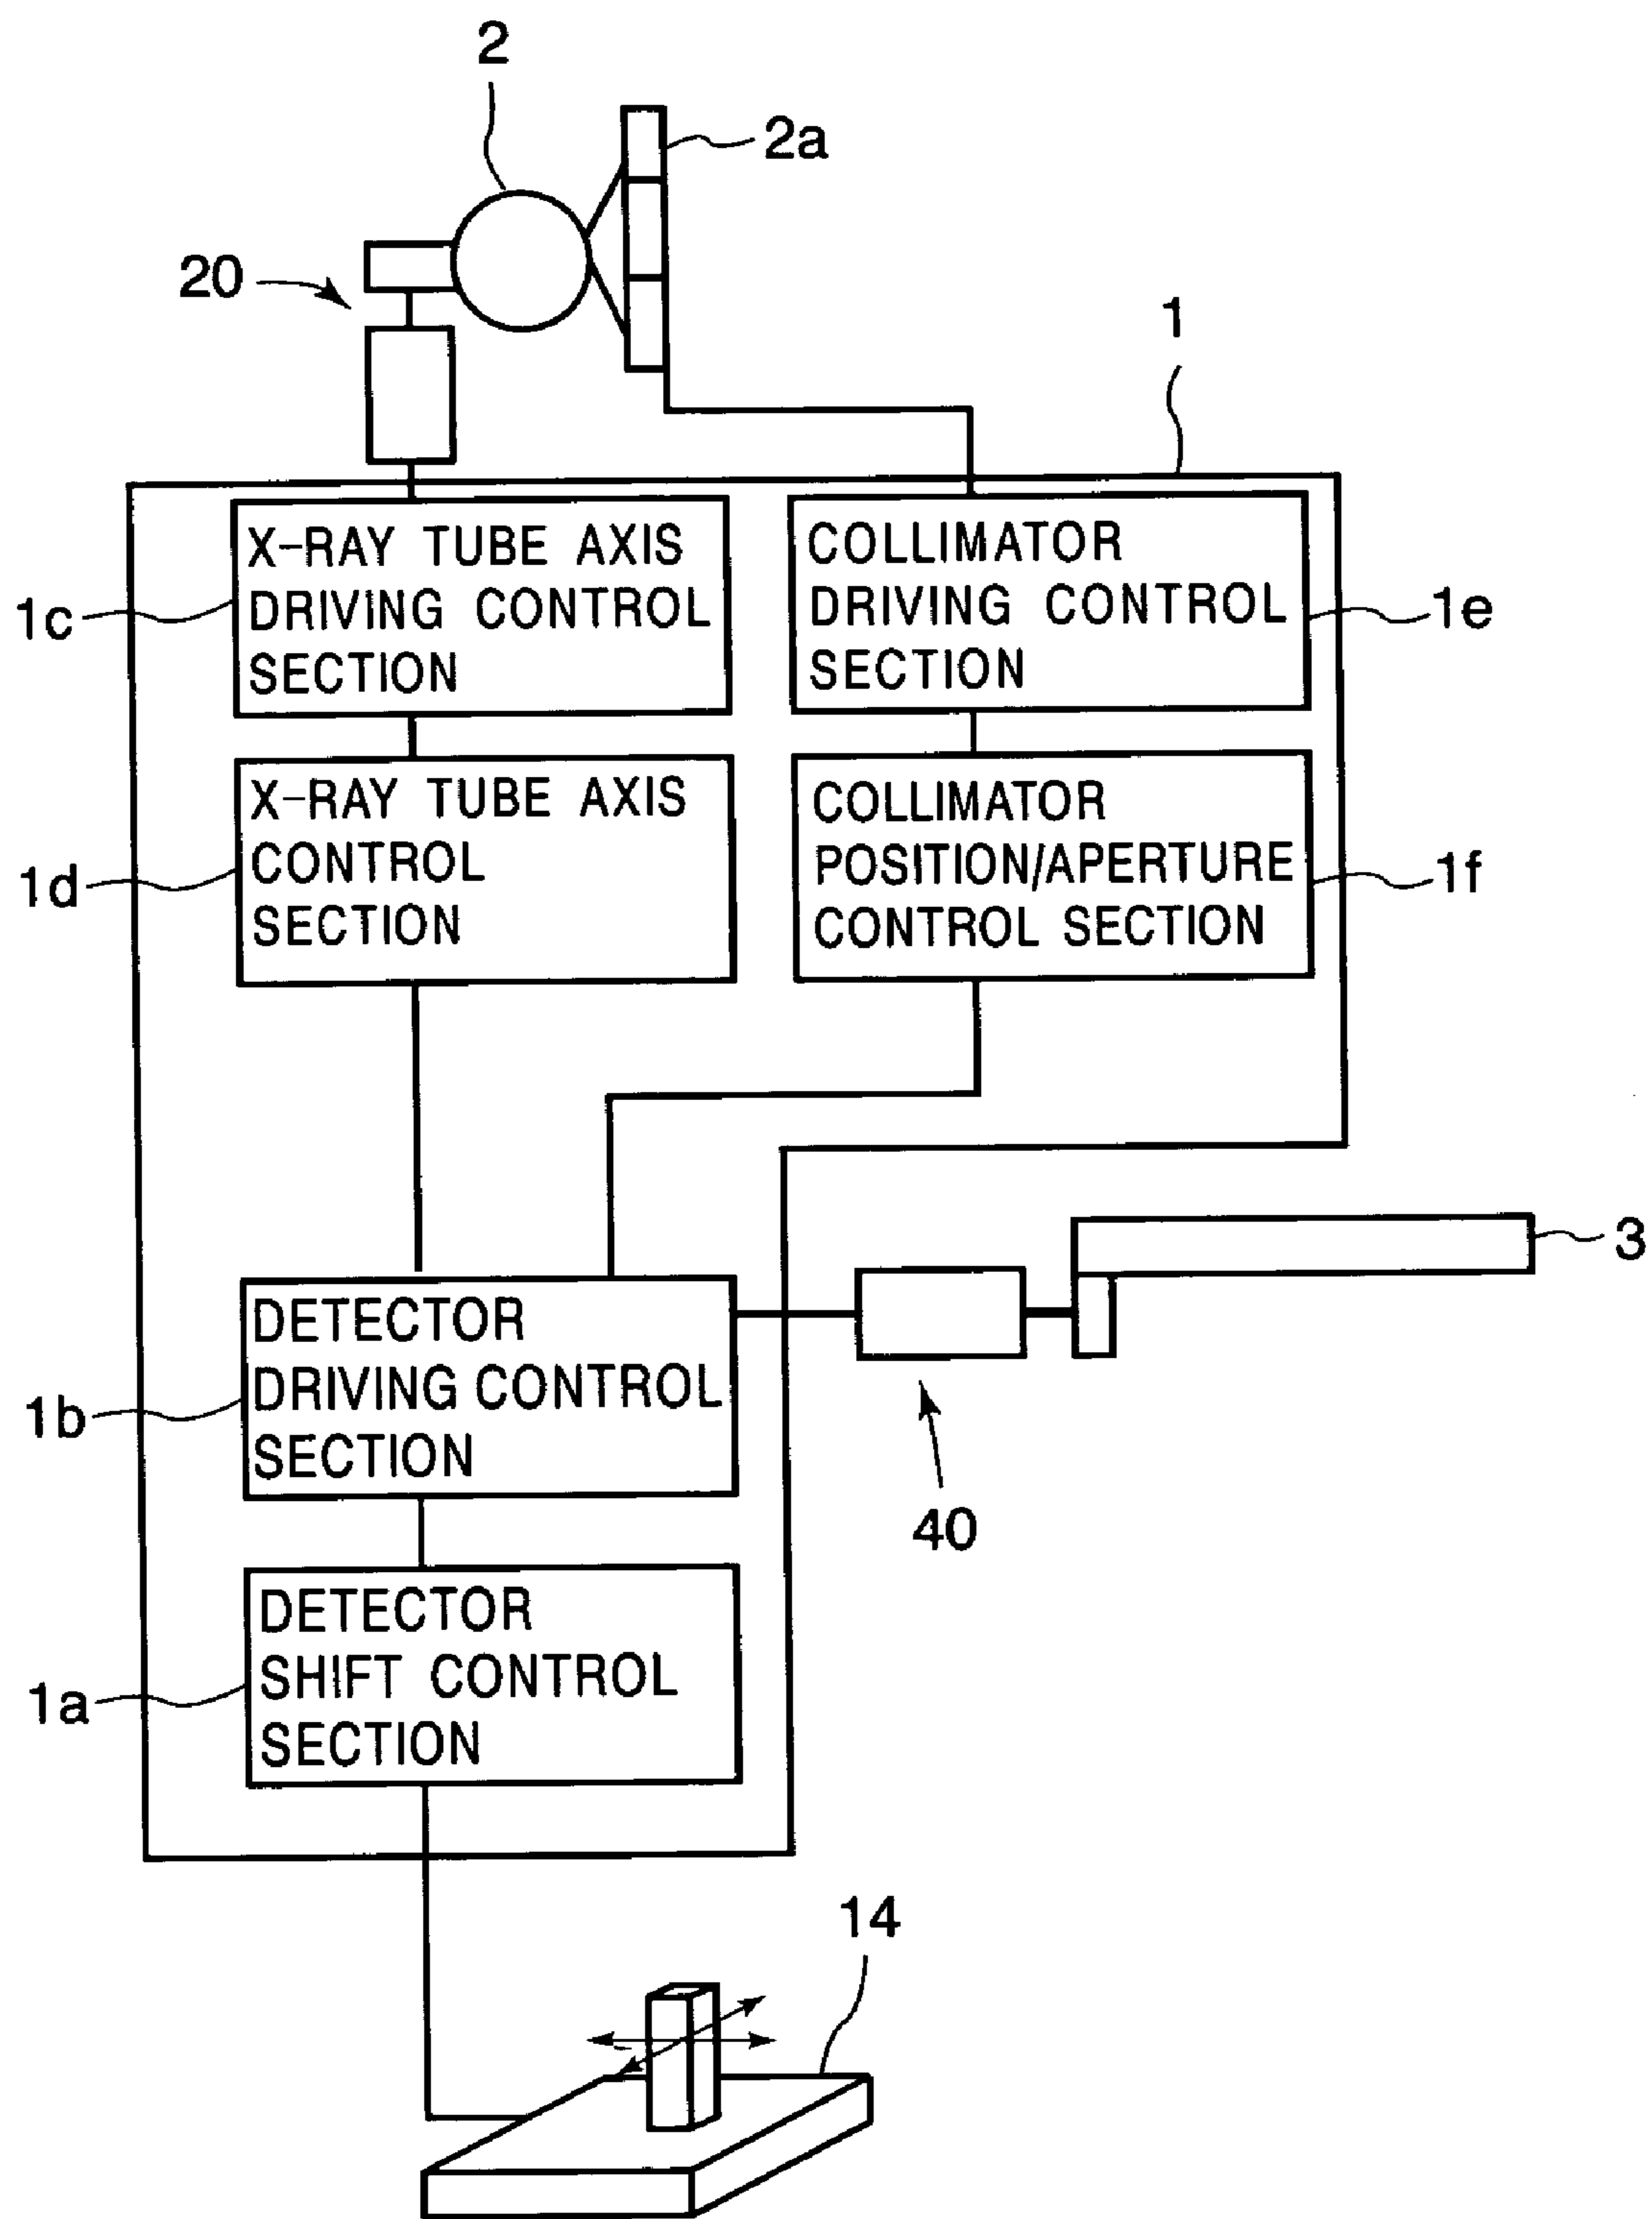 2
2a
20
1
X-RAY TUBE AXIS
DRIVING CONTROL
SECTION
1c
COLLIMATOR
DRIVING CONTROL
SECTION
1e
X-RAY TUBE AXIS
CONTROL
SECTION
1d
COLLIMATOR
POSITION/APERTURE
CONTROL SECTION
1f
3
DETECTOR
DRIVING CONTROL
SECTION
1b
40
DETECTOR
SHIFT CONTROL
SECTION
1a
14